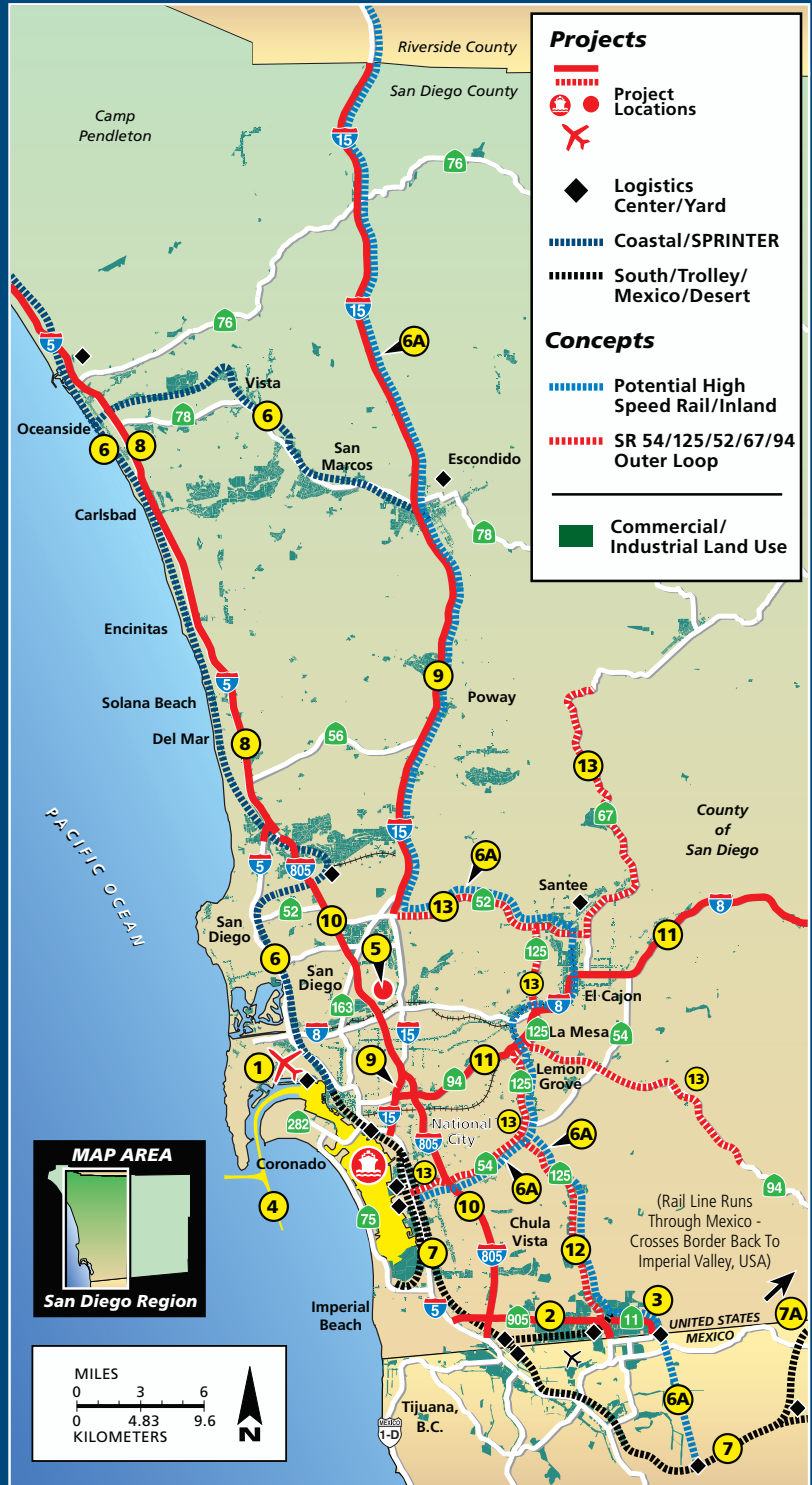 Riverside County
San Diego County
Camp
Pendleton
Projects
Project
Locations
Logistics
Center/Yard
Coastal/SPRINTER
South/Trolley/
Mexico/Desert
Concepts
Potential High
Speed Rail/Inland
SR 54/125/52/67/94
Outer Loop
Commercial/
Industrial Land Use
15
76
15
76
6A
5
Vista
78
6
Oceanside
6
8
San
Marcos
Escondido
78
Carlsbad
Encinitas
9
Poway
5
Solana Beach
Del Mar
8
56
13
67
County
of
San Diego
PACIFIC OCEAN
15
5
805
6A
Santee
13
52
8
52
10
11
San
Diego
5
125
6
San
Diego
13
El Cajon
163
8
8
15
125
La Mesa
54
1
9
11
Lemon
Grove
94
125
13
15
National
City
282
805
13
6A
Coronado
13
54
125
94
6A
4
75
10
Chula
Vista
(Rail Line Runs
Through Mexico -
Crosses Border Back To
Imperial Valley, USA)
MAP AREA
San Diego Region
7
805
12
Imperial
Beach
5
905
2
11
3
UNITED STATES
MEXICO
7A
MILES
0 3 6
0 4.83 9.6
KILOMETERS
N
Tijuana,
B.C.
MEXICO
1-D
6A
7